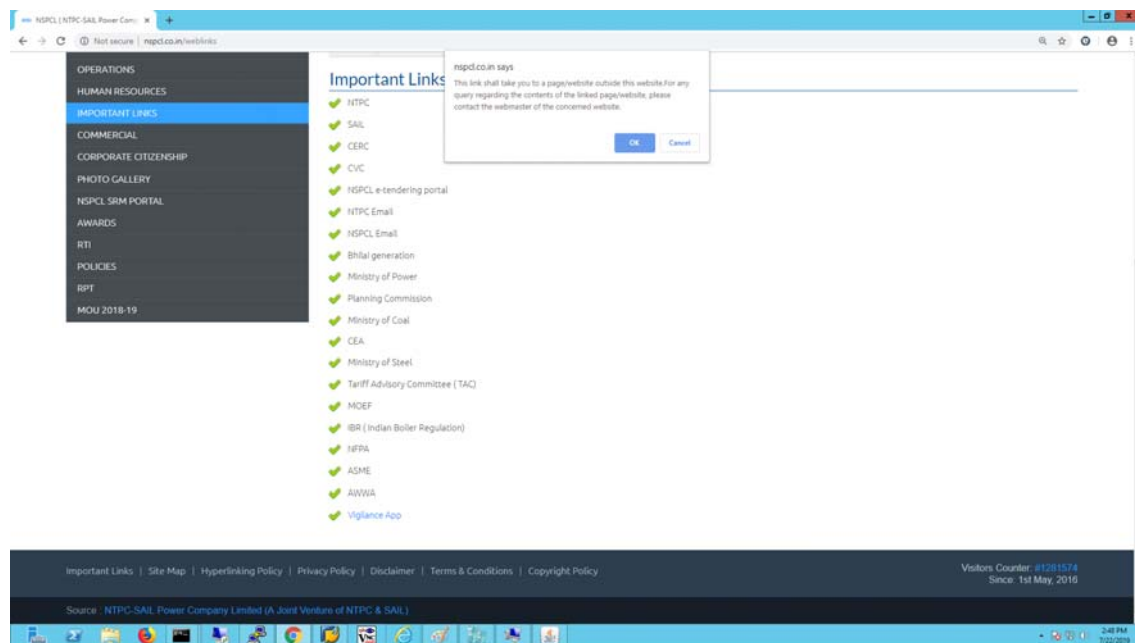 NSPCL | NTPC-SAIL Power Com
Not secure | nspcl.co.in/weblinks
OPERATIONS
HUMAN RESOURCES
IMPORTANT LINKS
COMMERCIAL
CORPORATE CITIZENSHIP
PHOTO GALLERY
NSPCL SRM PORTAL
AWARDS
RTI
POLICIES
RPT
MOU 2018-19
Important Links
nspcl.co.in says
This link shall take you to a page/website outside this website.For any
query regarding the contents of the linked page/website, please
contact the webmaster of the concerned website.
OK Cancel
NTPC
SAIL
CERC
CVC
NSPCL e-tendering portal
NTPC Email
NSPCL Email
Bhilai generation
Ministry of Power
Planning Commission
Ministry of Coal
CEA
Ministry of Steel
Tariff Advisory Committee ( TAC)
MOEF
IBR ( Indian Boiler Regulation)
NFPA
ASME
AWWA
Vigilance App
Important Links | Site Map | Hyperlinking Policy | Privacy Policy | Disclaimer | Terms & Conditions | Copyright Policy
Visitors Counter: #1281574
Since: 1st May, 2016
Source : NTPC-SAIL Power Company Limited (A Joint Venture of NTPC & SAIL)
2:48 PM
7/22/2019